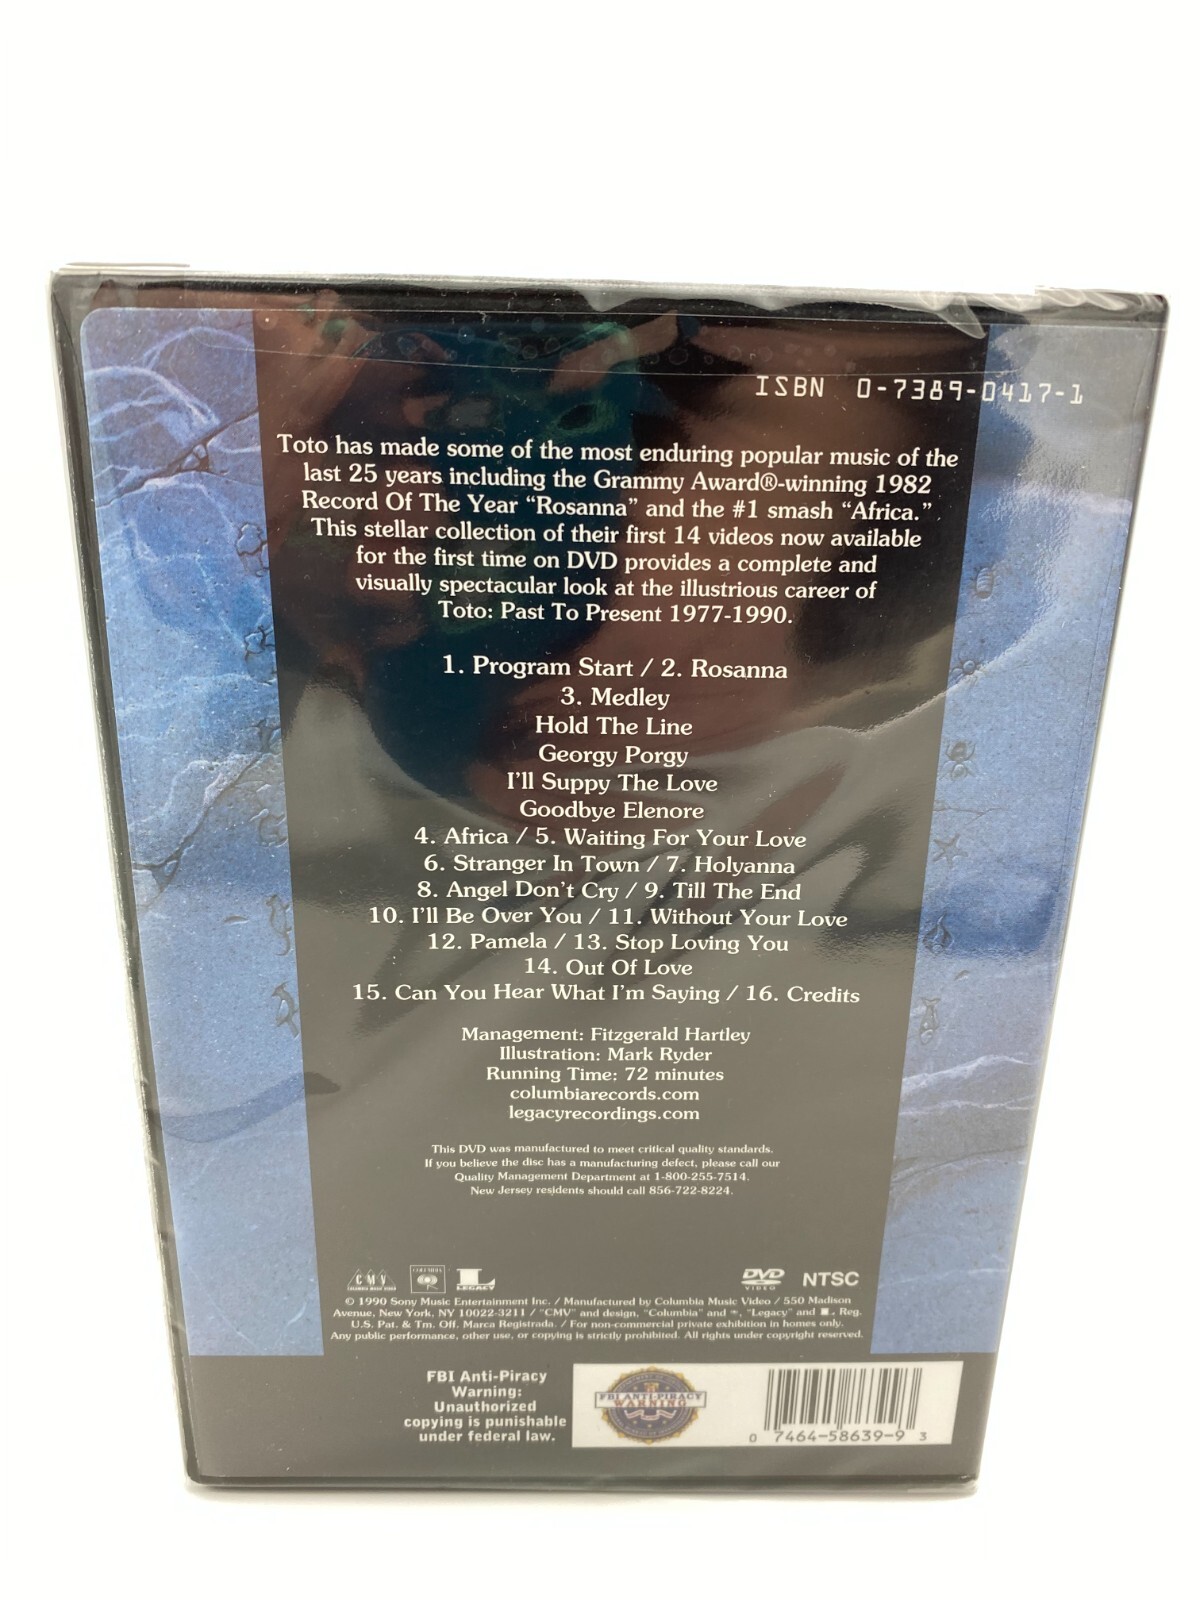 ISBN 0-7389-0417-1
Toto has made some of the most enduring popular music of the
last 25 years including the Grammy Award®-winning 1982
Record Of The Year “Rosanna” and the #1 smash “Africa.”
This stellar collection of their first 14 videos now available
for the first time on DVD provides a complete and
visually spectacular look at the illustrious career of
Toto: Past To Present 1977-1990.
1. Program Start / 2. Rosanna
3. Medley
Hold The Line
Georgy Porgy
I'll Suppy The Love
Goodbye Elenore
4. Africa / 5. Waiting For Your Love
6. Stranger In Town / 7. Holyanna
8. Angel Don't Cry / 9. Till The End
10. I'll Be Over You / 11. Without Your Love
12. Pamela / 13. Stop Loving You
14. Out Of Love
15. Can You Hear What I'm Saying / 16. Credits
Management: Fitzgerald Hartley
Illustration: Mark Ryder
Running Time: 72 minutes
columbiarecords.com
legacyrecordings.com
This DVD was manufactured to meet critical quality standards.
If you believe the disc has a manufacturing defect, please call our
Quality Management Department at 1-800-255-7514.
New Jersey residents should call 856-722-8224.
CMV COLUMBIA LEGACY DVD VIDEO NTSC
COLUMBIA MUSIC VIDEO
© 1990 Sony Music Entertainment Inc. / Manufactured by Columbia Music Video / 550 Madison
Avenue, New York, NY 10022-3211 / "CMV" and design, "Columbia" and , "Legacy" and L Reg.
U.S. Pat. & Tm. Off. Marca Registrada. / For non-commercial private exhibition in homes only.
Any public performance, other use, or copying is strictly prohibited. All rights under copyright reserved.
FBI Anti-Piracy
Warning:
Unauthorized
copying is punishable
under federal law.
FBI ANTI-PIRACY
WARNING
0 7464-58639-9 3